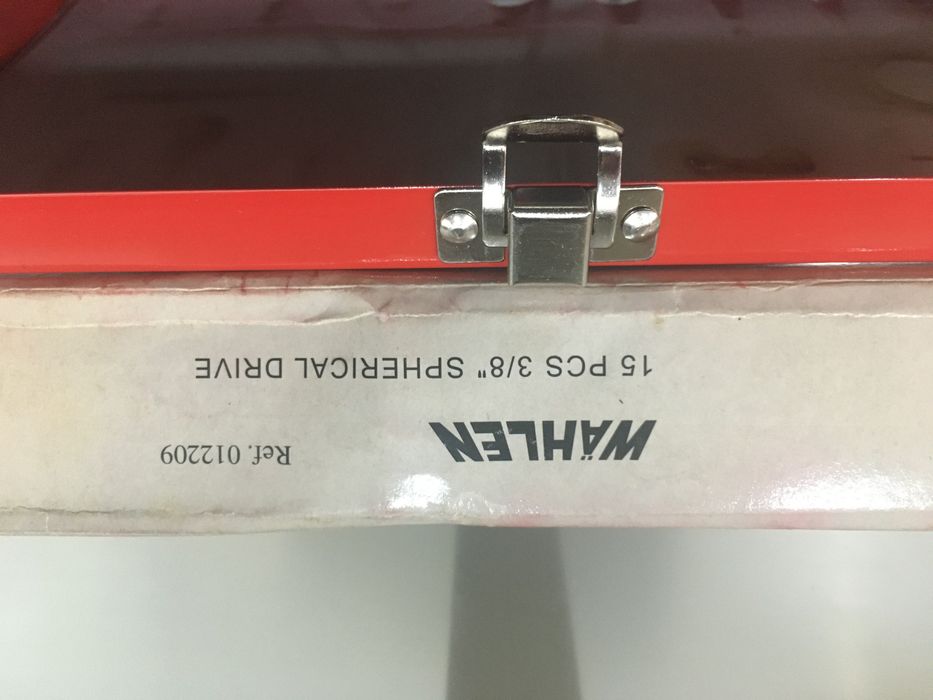 WÄHLEN
Ref. 012209
15 PCS 3/8" SPHERICAL DRIVE